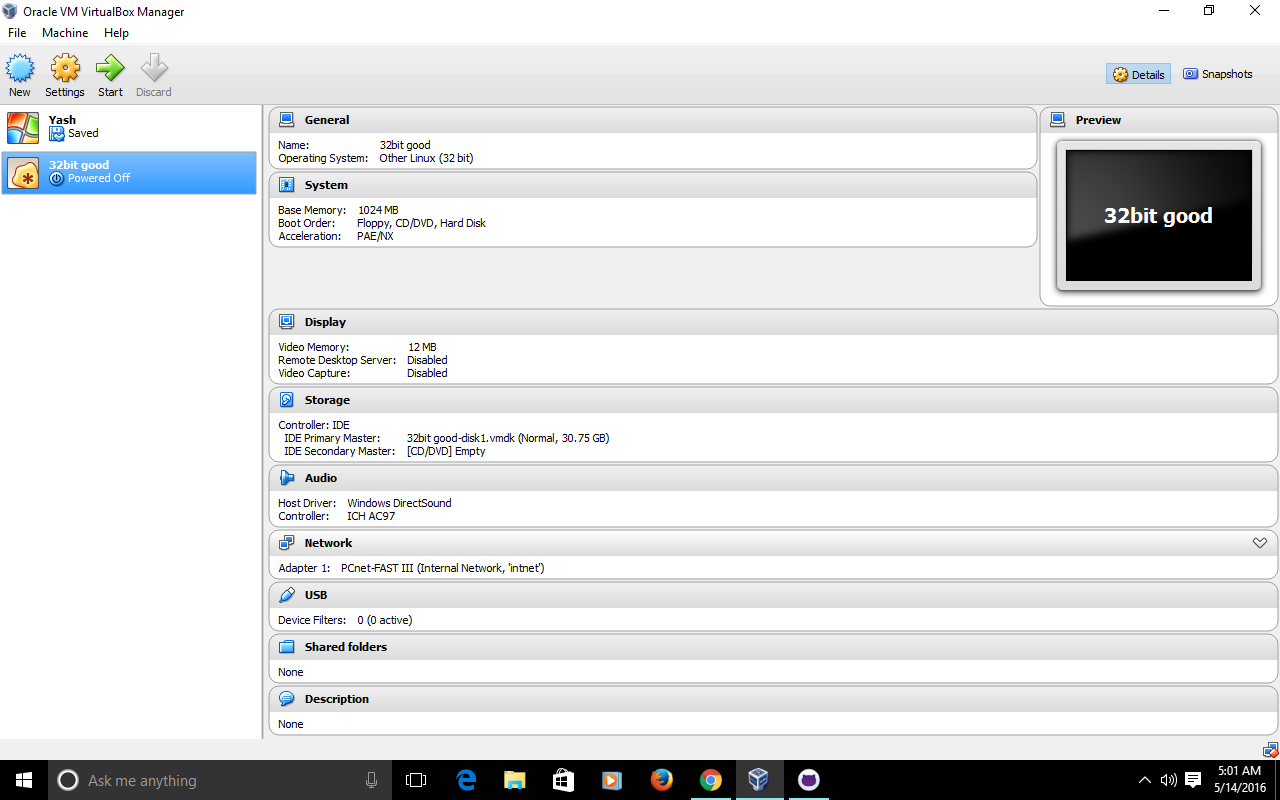 Oracle VM VirtualBox Manager
File Machine Help
New Settings Start Discard
Details Snapshots
Yash
Saved
32bit good
Powered Off
General
Name: 32bit good
Operating System: Other Linux (32 bit)
System
Base Memory: 1024 MB
Boot Order: Floppy, CD/DVD, Hard Disk
Acceleration: PAE/NX
Preview
32bit good
Display
Video Memory: 12 MB
Remote Desktop Server: Disabled
Video Capture: Disabled
Storage
Controller: IDE
IDE Primary Master: 32bit good-disk1.vmdk (Normal, 30.75 GB)
IDE Secondary Master: [CD/DVD] Empty
Audio
Host Driver: Windows DirectSound
Controller: ICH AC97
Network
Adapter 1: PCnet-FAST III (Internal Network, 'intnet')
USB
Device Filters: 0 (0 active)
Shared folders
None
Description
None
Ask me anything
5:01 AM
5/14/2016